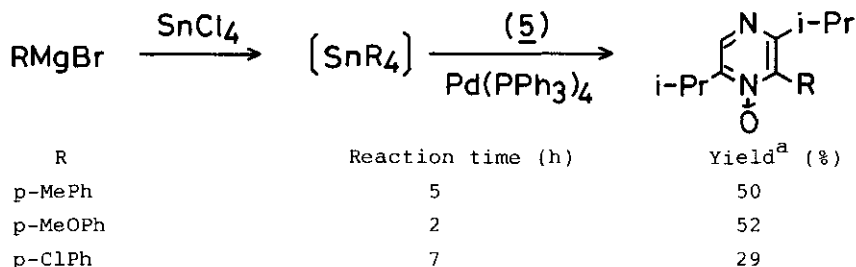 RMgBr SnCl4 [SnR4] (5) Pd(PPh3)4 N i-Pr i-Pr N R O
R Reaction time (h) Yield^a (%)
p-MePh 5 50
p-MeOPh 2 52
p-ClPh 7 29